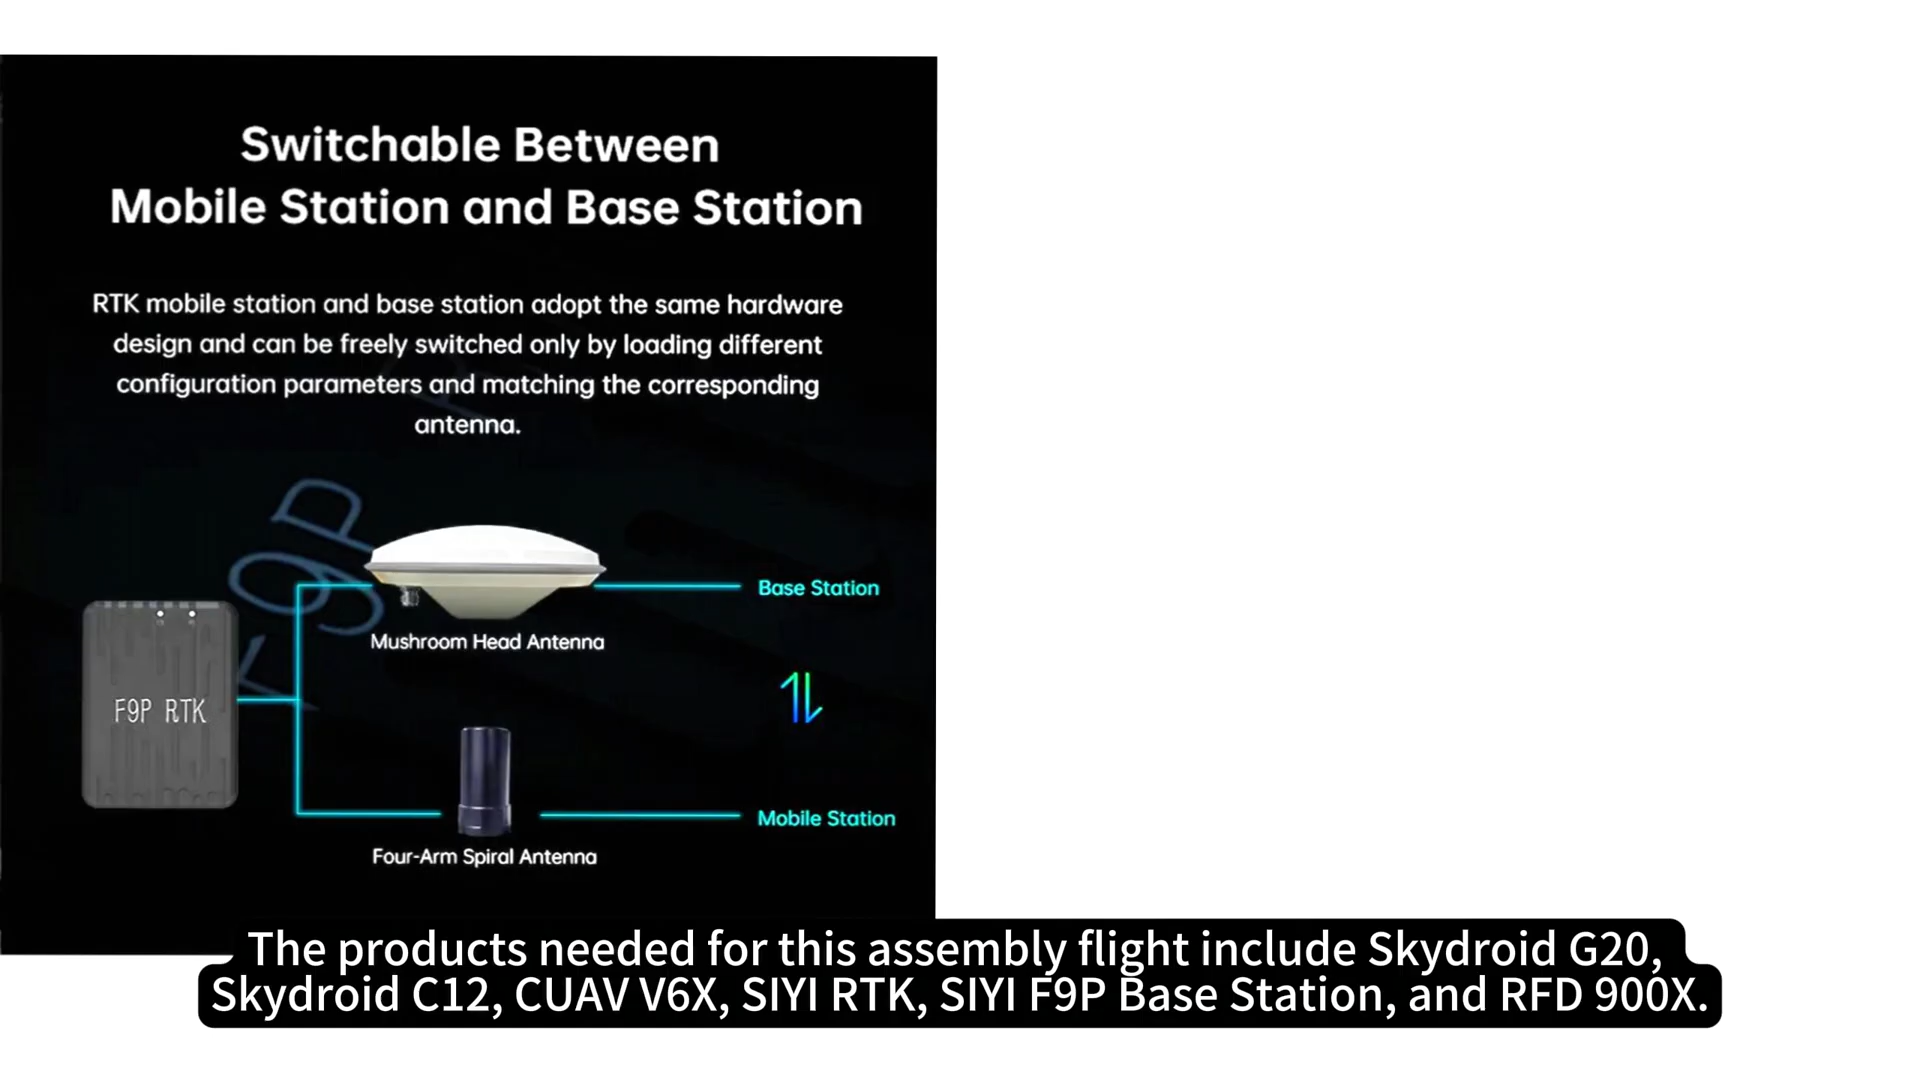 Switchable Between
Mobile Station and Base Station
RTK mobile station and base station adopt the same hardware
design and can be freely switched only by loading different
configuration parameters and matching the corresponding
antenna.
F9P
Base Station
Mushroom Head Antenna
F9P RTK
Mobile Station
Four-Arm Spiral Antenna
The products needed for this assembly flight include Skydroid G20,
Skydroid C12, CUAV V6X, SIYI RTK, SIYI F9P Base Station, and RFD 900X.